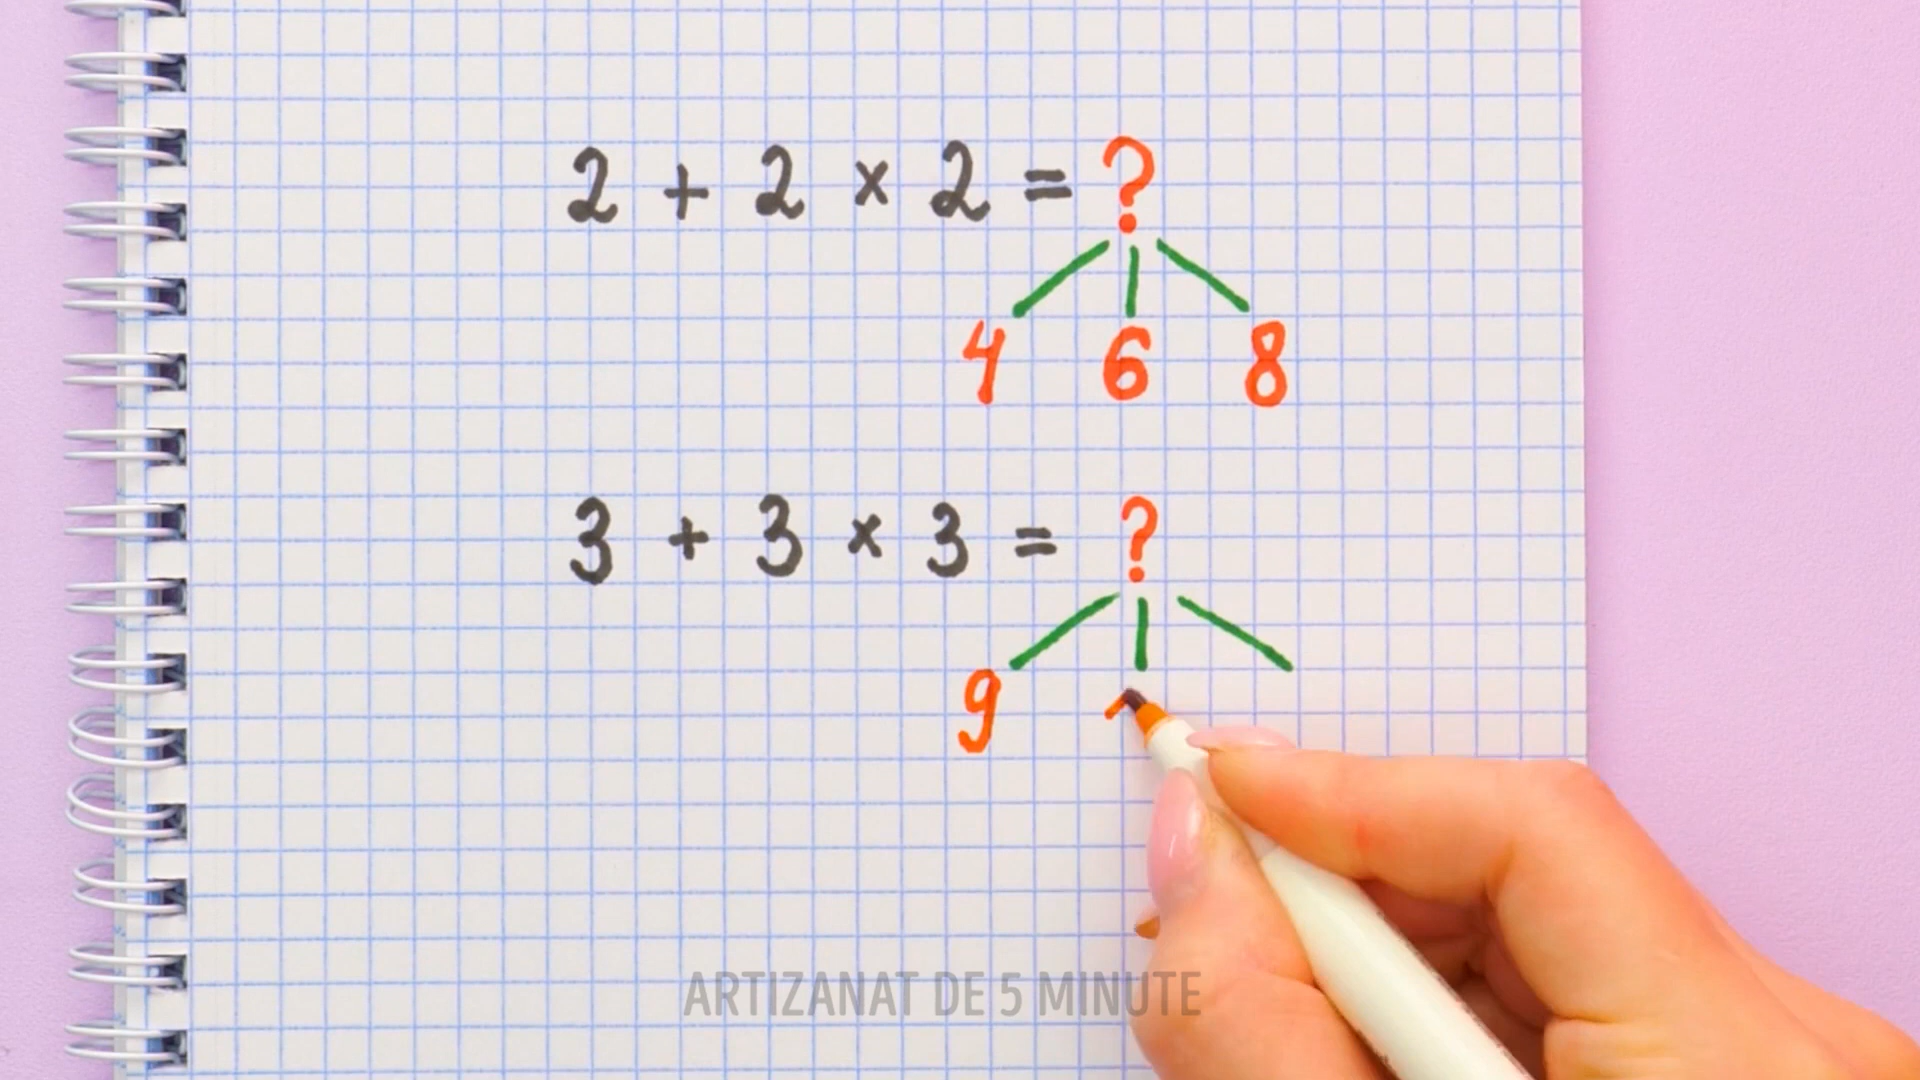 2 + 2 × 2 = ?
4 6 8
3 + 3 × 3 = ?
9
ARTIZANAT DE 5 MINUTE